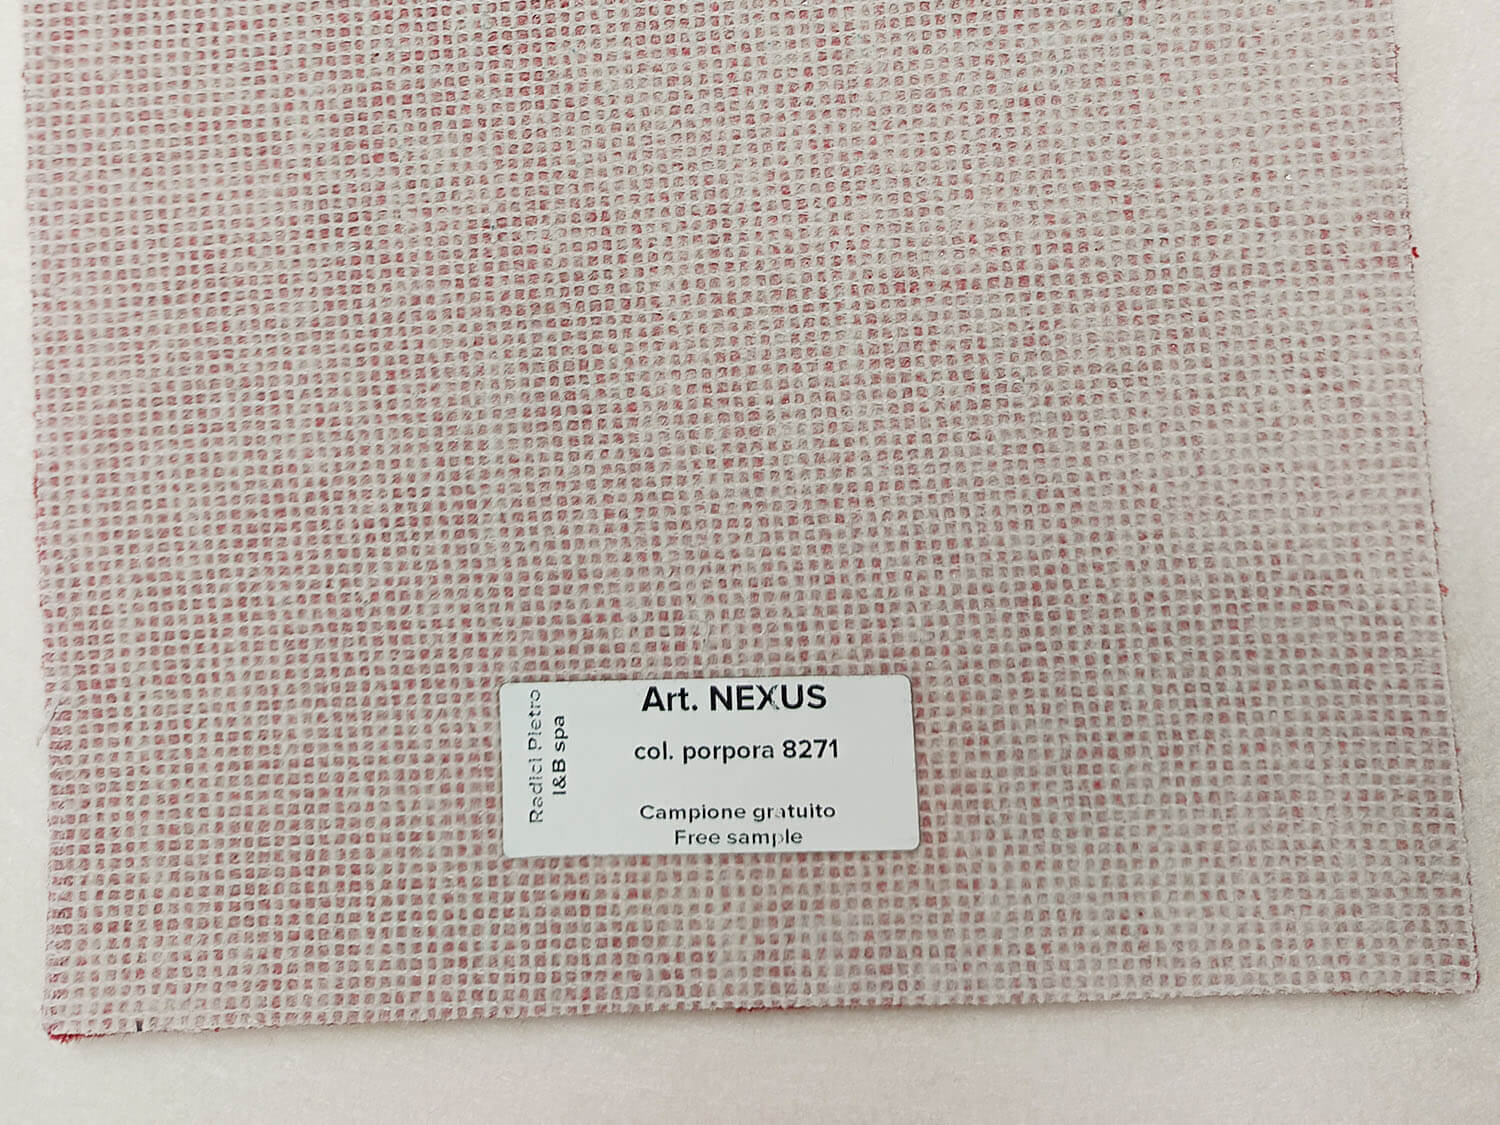 Radici Pietro
I&B spa
Art. NEXUS
col. porpora 8271
Campione gratuito
Free sample